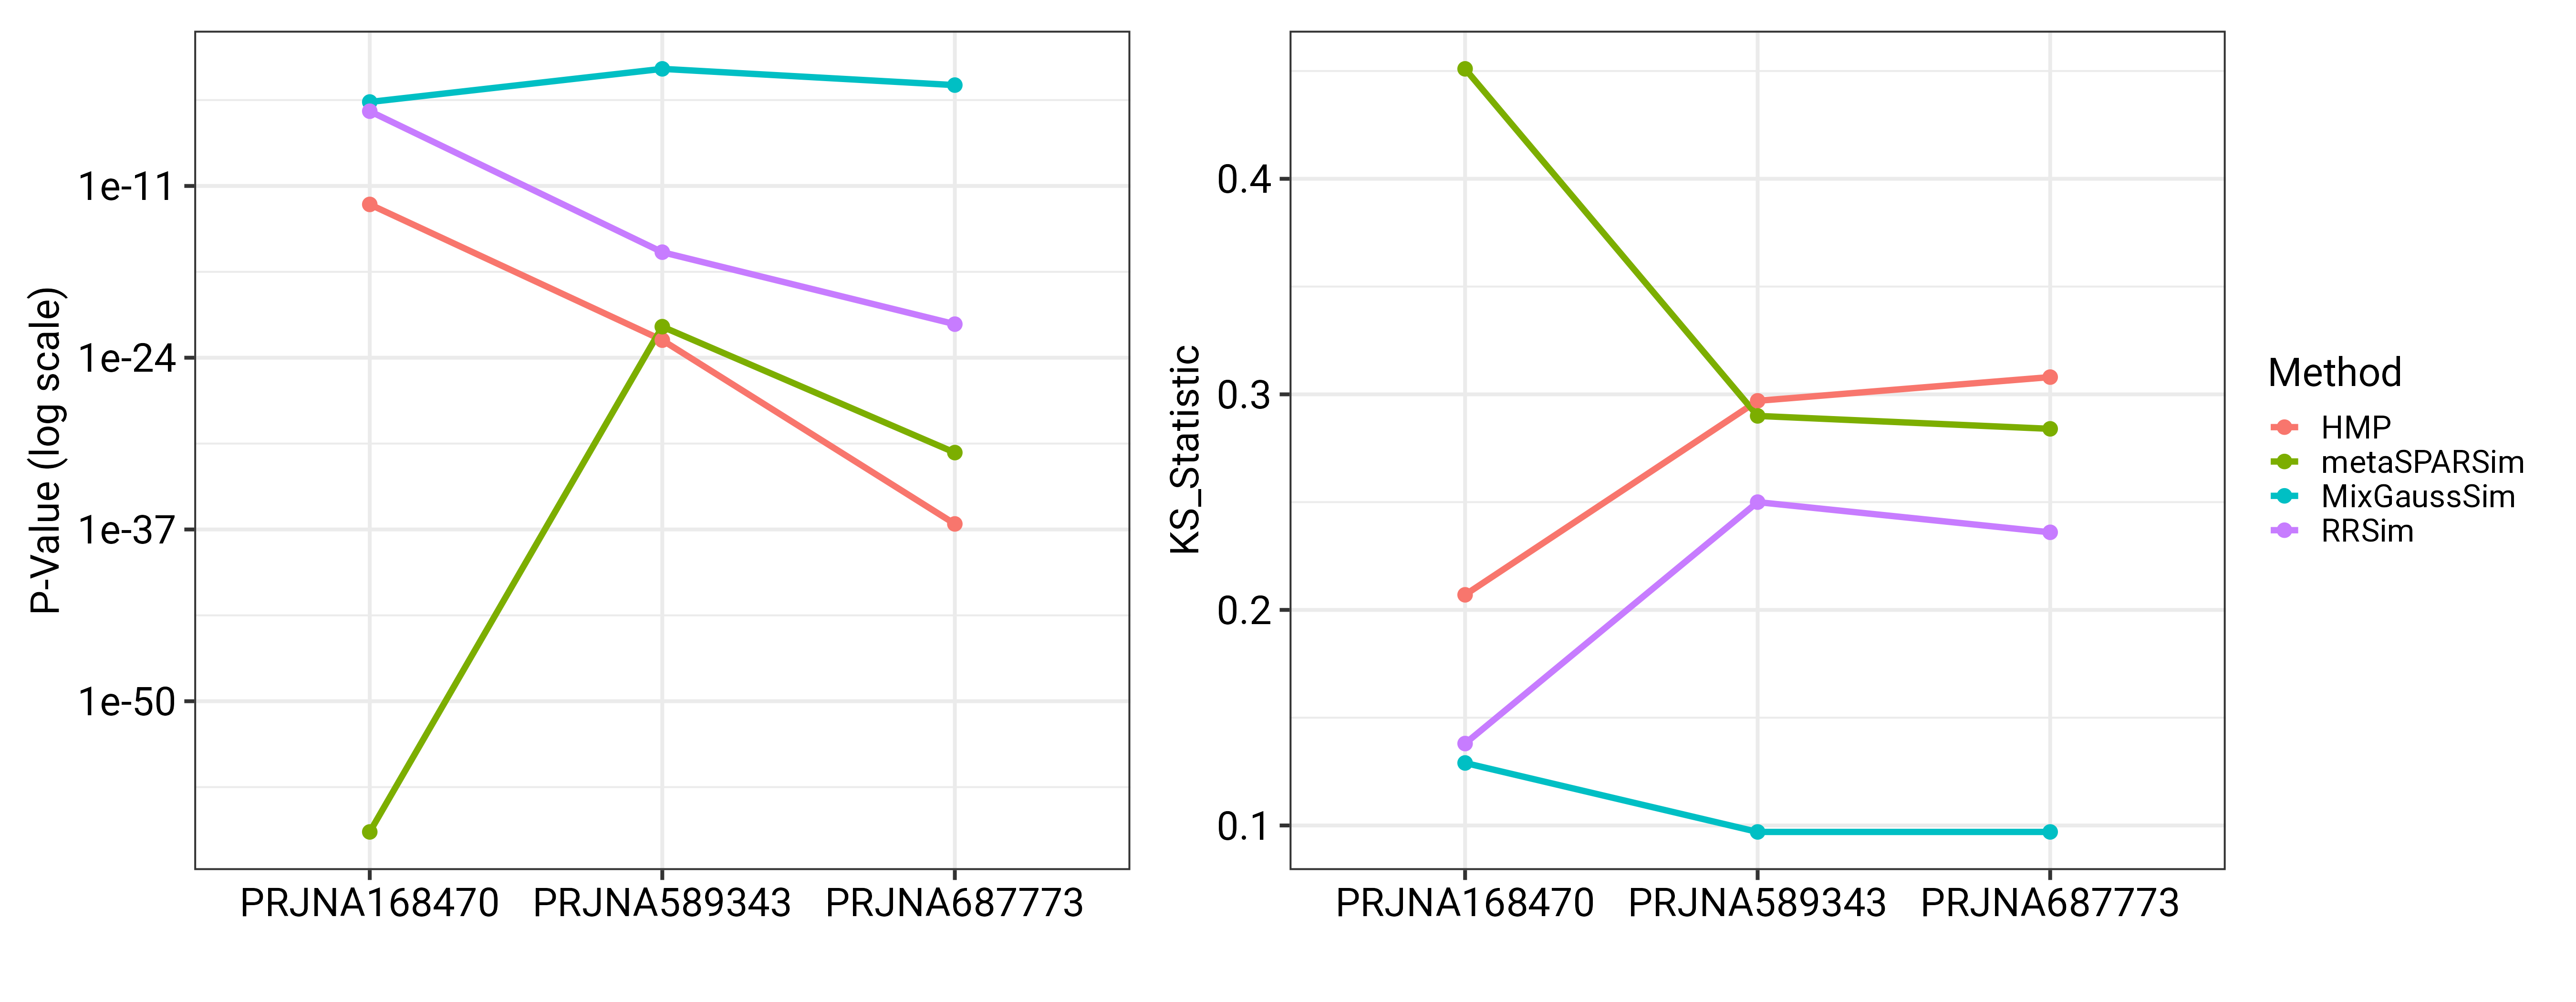 P-Value (log scale)
1e-11
1e-24
1e-37
1e-50
PRJNA168470 PRJNA589343 PRJNA687773
KS_Statistic
0.4
0.3
0.2
0.1
PRJNA168470 PRJNA589343 PRJNA687773
Method
HMP
metaSPARSim
MixGaussSim
RRSim